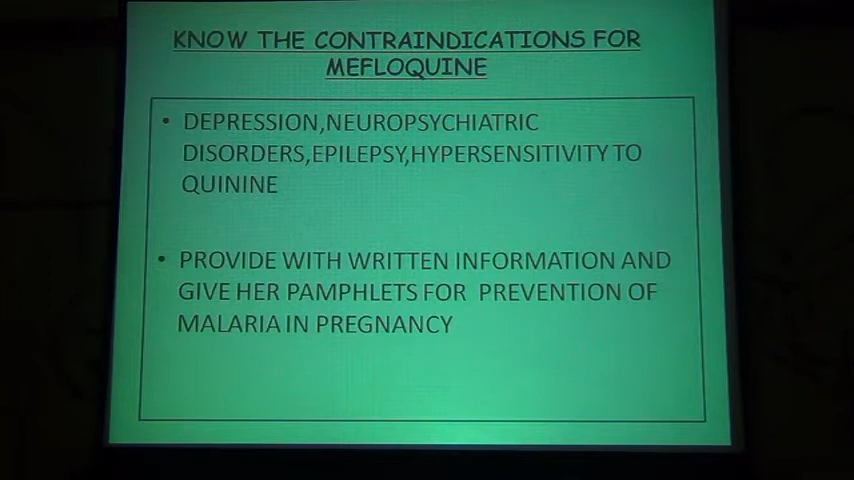 KNOW THE CONTRAINDICATIONS FOR
MEFLOQUINE
• DEPRESSION,NEUROPSYCHIATRIC
DISORDERS,EPILEPSY,HYPERSENSITIVITY TO
QUININE
• PROVIDE WITH WRITTEN INFORMATION AND
GIVE HER PAMPHLETS FOR PREVENTION OF
MALARIA IN PREGNANCY